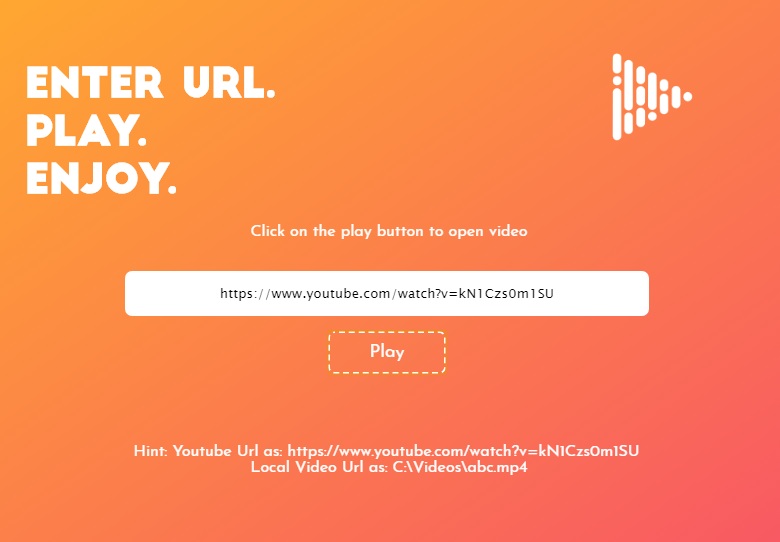 ENTER URL.
PLAY.
ENJOY.
Click on the play button to open video
https://www.youtube.com/watch?v=kN1Czs0m1SU
Play
Hint: Youtube Url as: https://www.youtube.com/watch?v=kN1Czs0m1SU
Local Video Url as: C:\Videos\abc.mp4